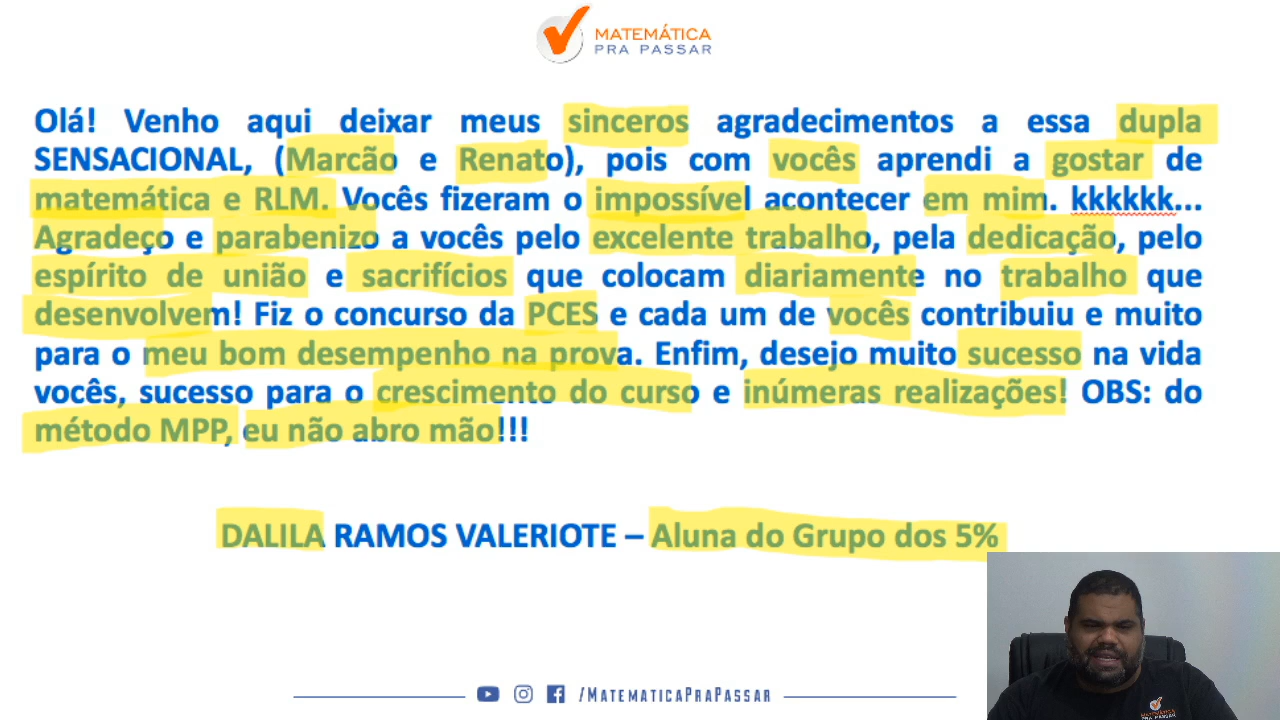 MATEMÁTICA
PRA PASSAR
Olá! Venho aqui deixar meus sinceros agradecimentos a essa dupla
SENSACIONAL, (Marcão e Renato), pois com vocês aprendi a gostar de
matemática e RLM. Vocês fizeram o impossível acontecer em mim. kkkkkk...
Agradeço e parabenizo a vocês pelo excelente trabalho, pela dedicação, pelo
espírito de união e sacrifícios que colocam diariamente no trabalho que
desenvolvem! Fiz o concurso da PCES e cada um de vocês contribuiu e muito
para o meu bom desempenho na prova. Enfim, desejo muito sucesso na vida
vocês, sucesso para o crescimento do curso e inúmeras realizações! OBS: do
método MPP, eu não abro mão!!!
DALILA RAMOS VALERIOTE – Aluna do Grupo dos 5%
/MATEMATICAPRAPASSAR
MATEMÁTICA
PRA PASSAR